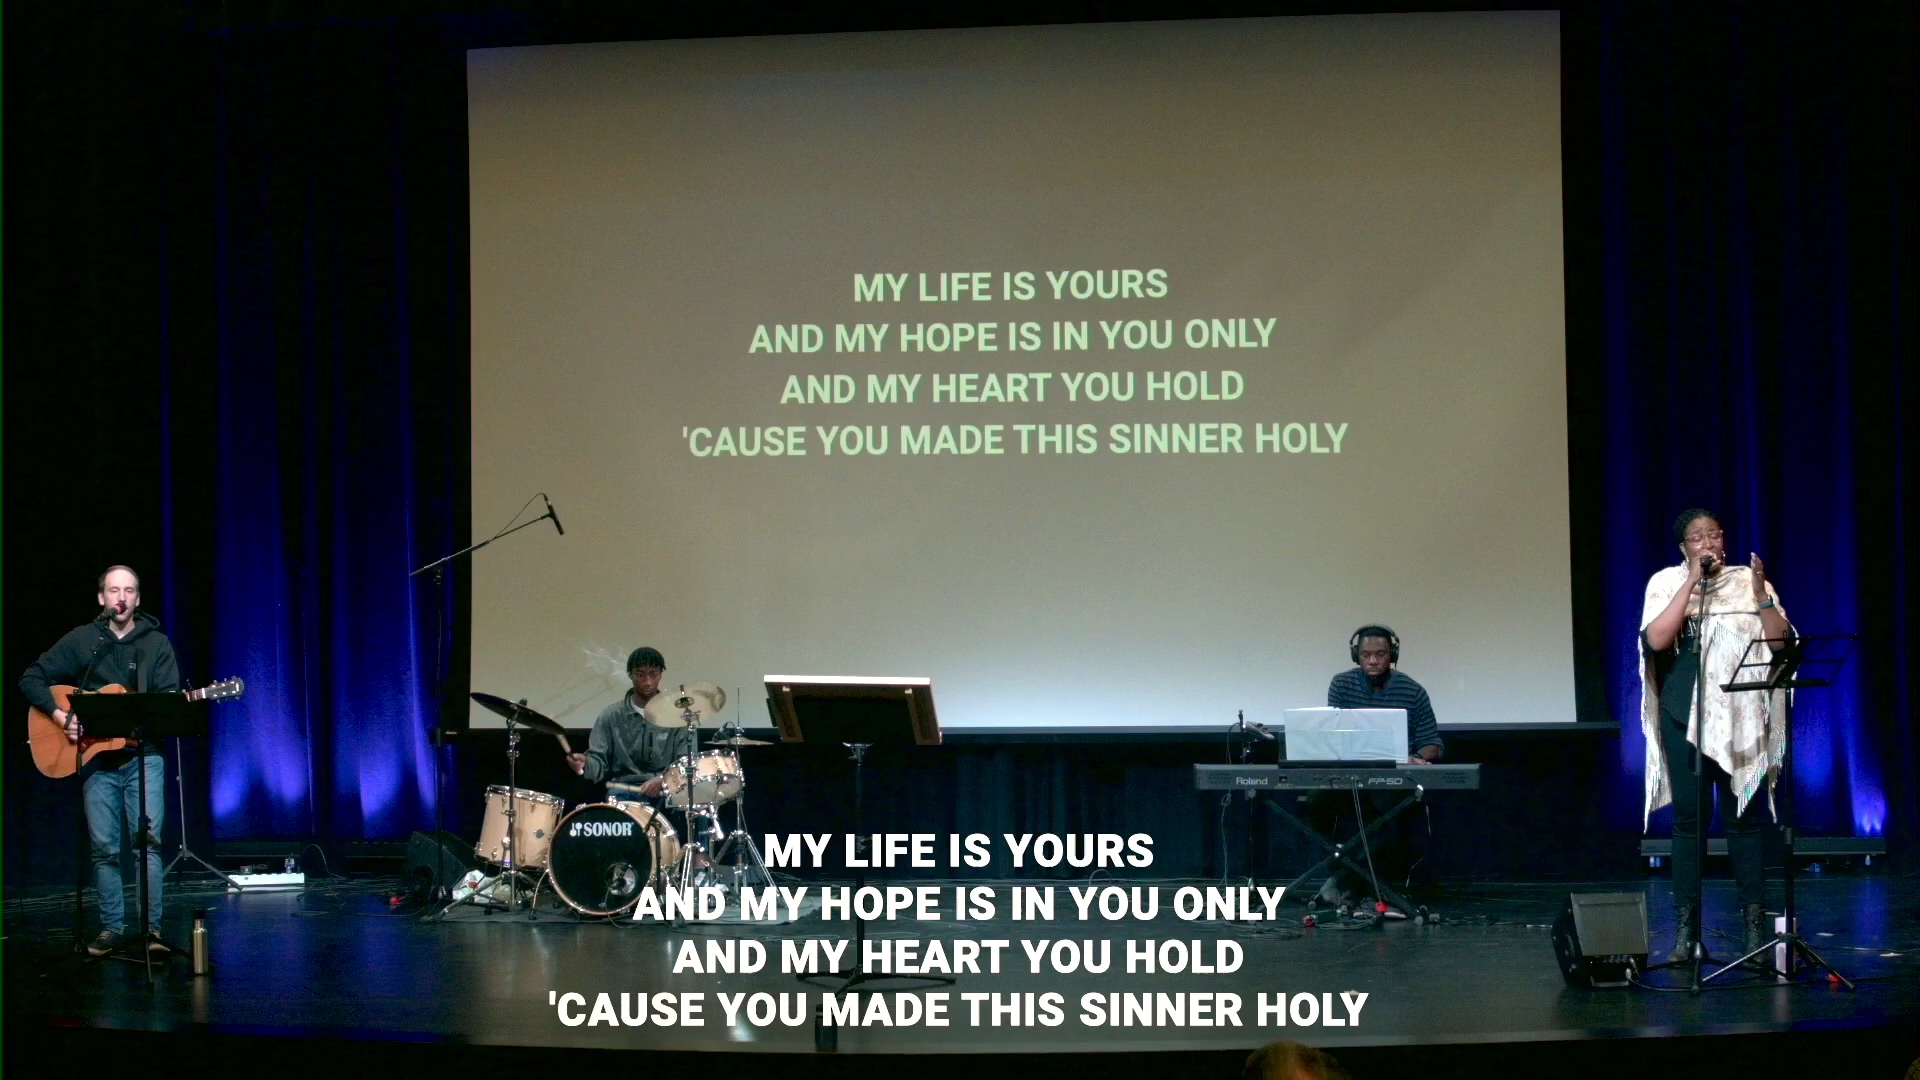 MY LIFE IS YOURS
AND MY HOPE IS IN YOU ONLY
AND MY HEART YOU HOLD
'CAUSE YOU MADE THIS SINNER HOLY
SONOR
Roland
FP-50
MY LIFE IS YOURS
AND MY HOPE IS IN YOU ONLY
AND MY HEART YOU HOLD
'CAUSE YOU MADE THIS SINNER HOLY